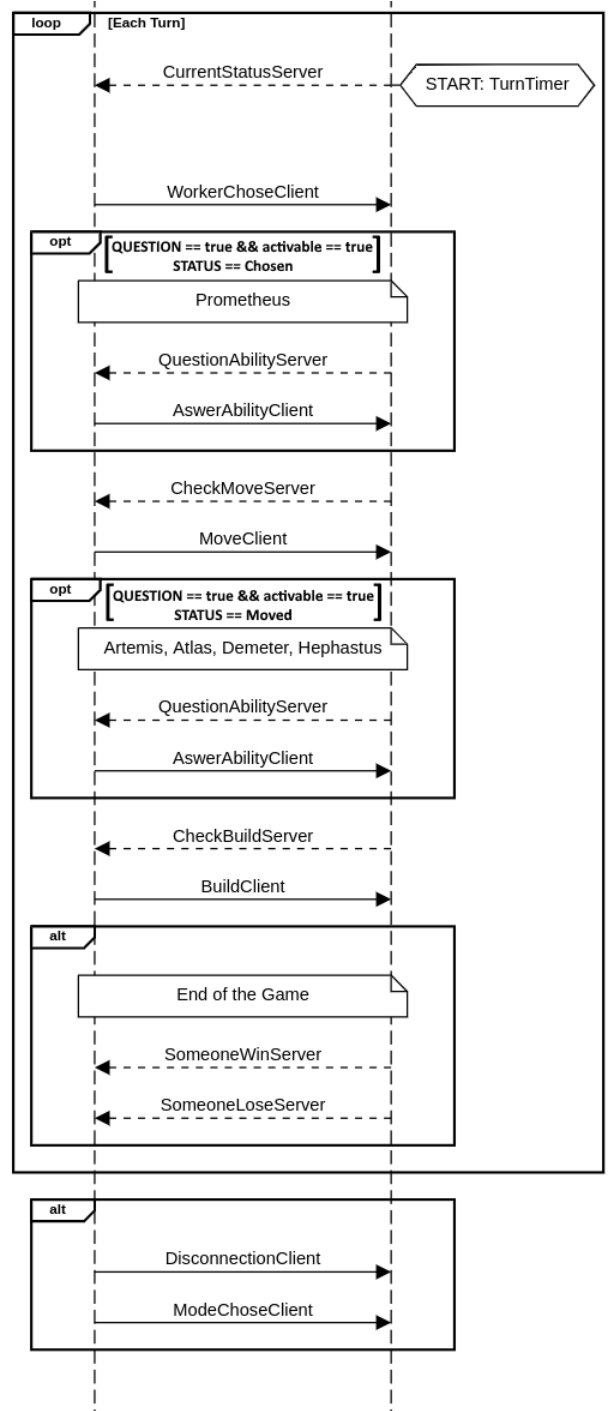 loop
[Each Turn]
CurrentStatusServer
START: TurnTimer
WorkerChoseClient
opt
[QUESTION == true && activable == true
STATUS == Chosen]
Prometheus
QuestionAbilityServer
AswerAbilityClient
CheckMoveServer
MoveClient
opt
[QUESTION == true && activable == true
STATUS == Moved]
Artemis, Atlas, Demeter, Hephastus
QuestionAbilityServer
AswerAbilityClient
CheckBuildServer
BuildClient
alt
End of the Game
SomeoneWinServer
SomeoneLoseServer
alt
DisconnectionClient
ModeChoseClient